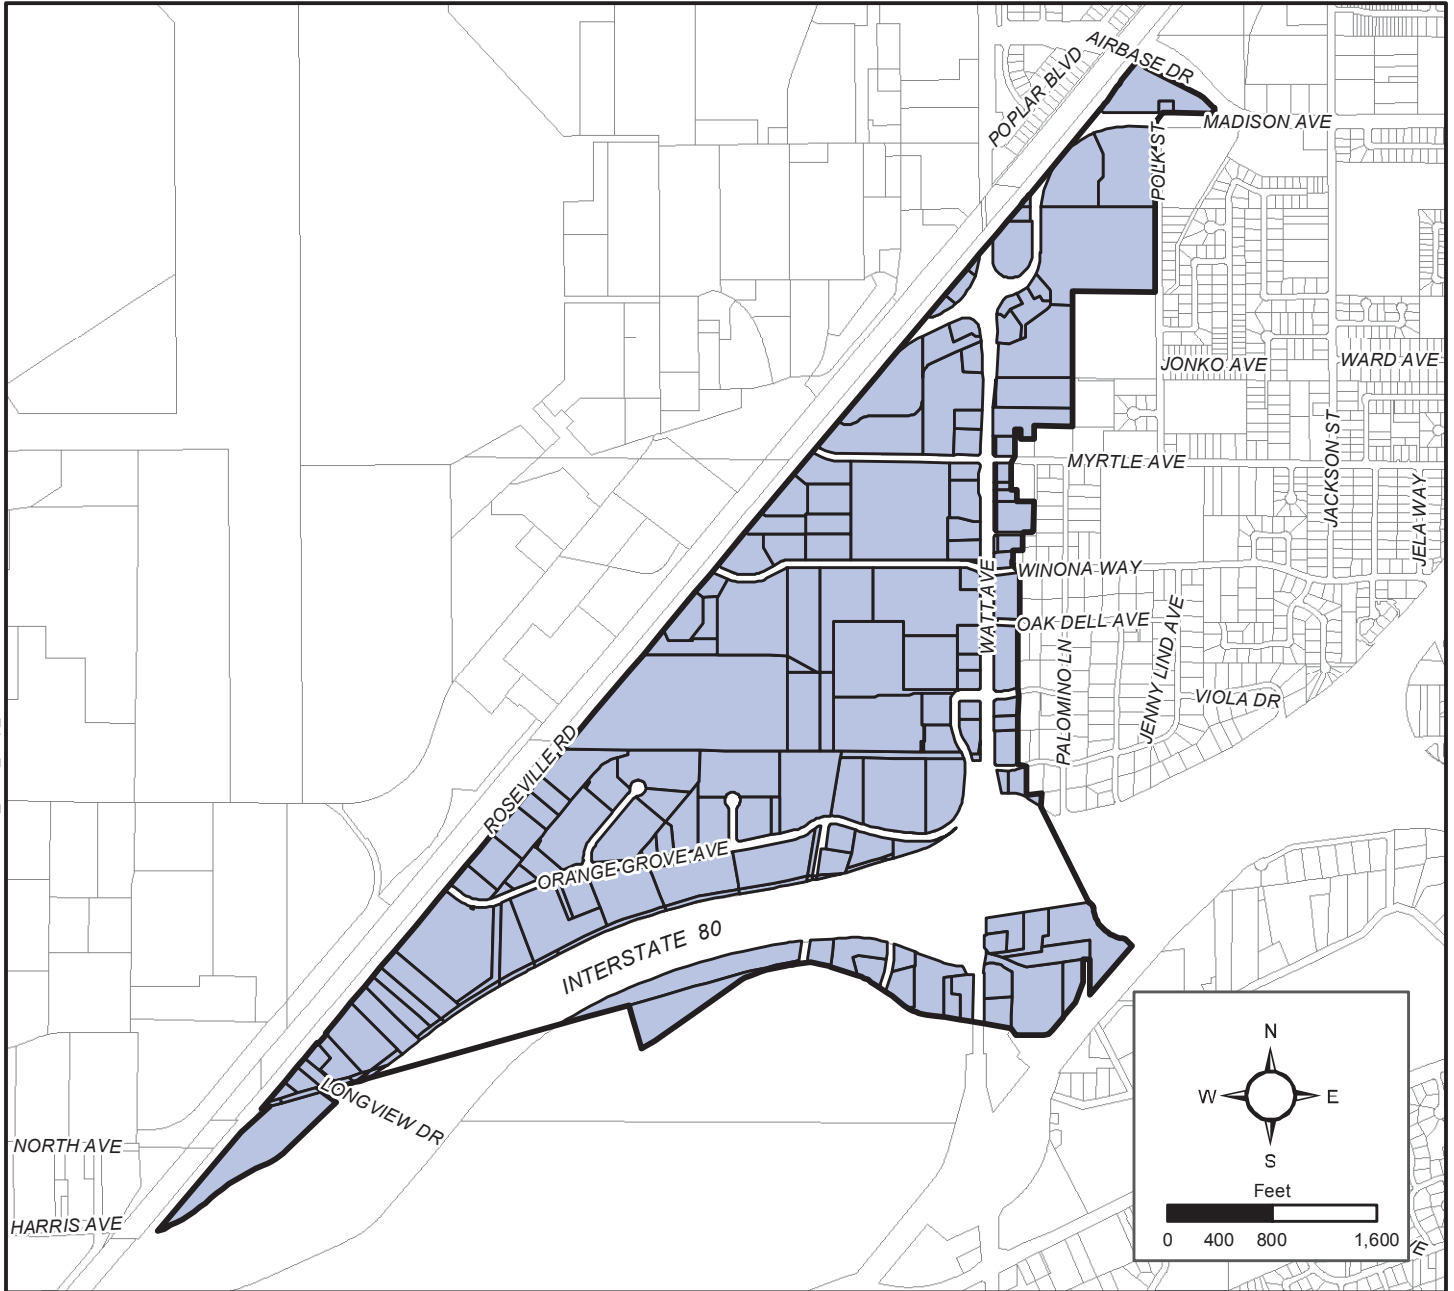 AIRBASE DR
POPLAR BLVD
MADISON AVE
POLK ST
JONKO AVE
WARD AVE
JACKSON ST
MYRTLE AVE
JELA WAY
WATT AVE
WINONA WAY
OAK DELL AVE
PALOMINO LN
JENNY LIND AVE
VIOLA DR
ROSEVILLE RD
ORANGE GROVE AVE
INTERSTATE 80
LONGVIEW DR
NORTH AVE
HARRIS AVE
N
W E
S
Feet
0 400 800 1,600